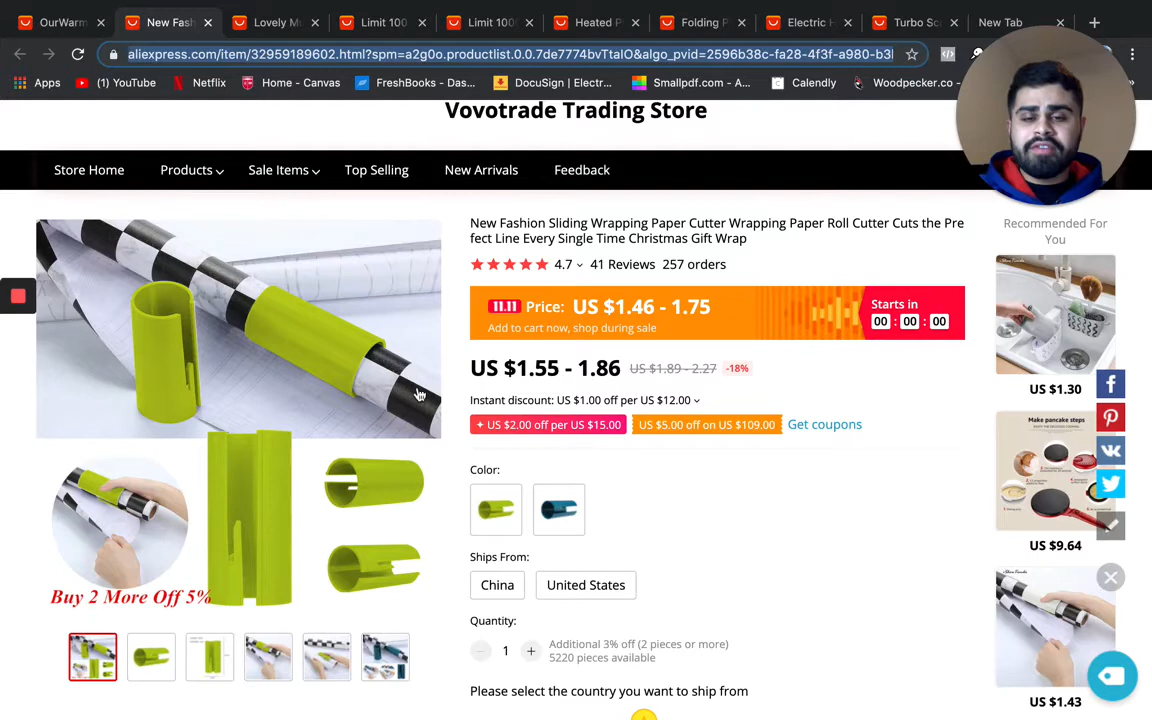 OurWarm
New Fash
Lovely Mu
Limit 100
Limit 100%
Heated P
Folding P
Electric H
Turbo Sc
New Tab
aliexpress.com/item/32959189602.html?spm=a2g0o.productlist.0.0.7de7774bvTtaIO&algo_pvid=2596b38c-fa28-4f3f-a980-b3
Apps
(1) YouTube
Netflix
Home - Canvas
FreshBooks - Das...
DocuSign | Electr...
Smallpdf.com - A...
Calendly
Woodpecker.co -
Vovotrade Trading Store
Store Home
Products
Sale Items
Top Selling
New Arrivals
Feedback
New Fashion Sliding Wrapping Paper Cutter Wrapping Paper Roll Cutter Cuts the Pre
fect Line Every Single Time Christmas Gift Wrap
4.7
41 Reviews
257 orders
11.11 Price: US $1.46 - 1.75
Add to cart now, shop during sale
Starts in
00 : 00 : 00
US $1.55 - 1.86 US $1.89 - 2.27 -18%
Instant discount: US $1.00 off per US $12.00
+ US $2.00 off per US $15.00
US $5.00 off on US $109.00
Get coupons
Color:
Ships From:
China
United States
Quantity:
1
Additional 3% off (2 pieces or more)
5220 pieces available
Please select the country you want to ship from
Buy 2 More Off 5%
Recommended For
You
US $1.30
Make pancake steps
US $9.64
US $1.43